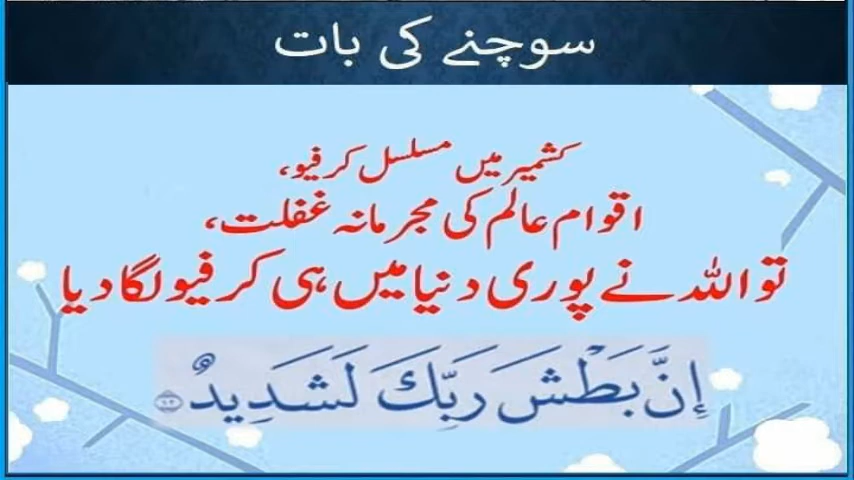 سوچنے کی بات
کشمیر میں مسلسل کرفیو،
اقوام عالم کی مجرمانہ غفلت،
تو اللہ نے پوری دنیا میں ہی کرفیو لگا دیا
إِنَّ بَطْشَ رَبِّكَ لَشَدِيدٌ ۝١٢